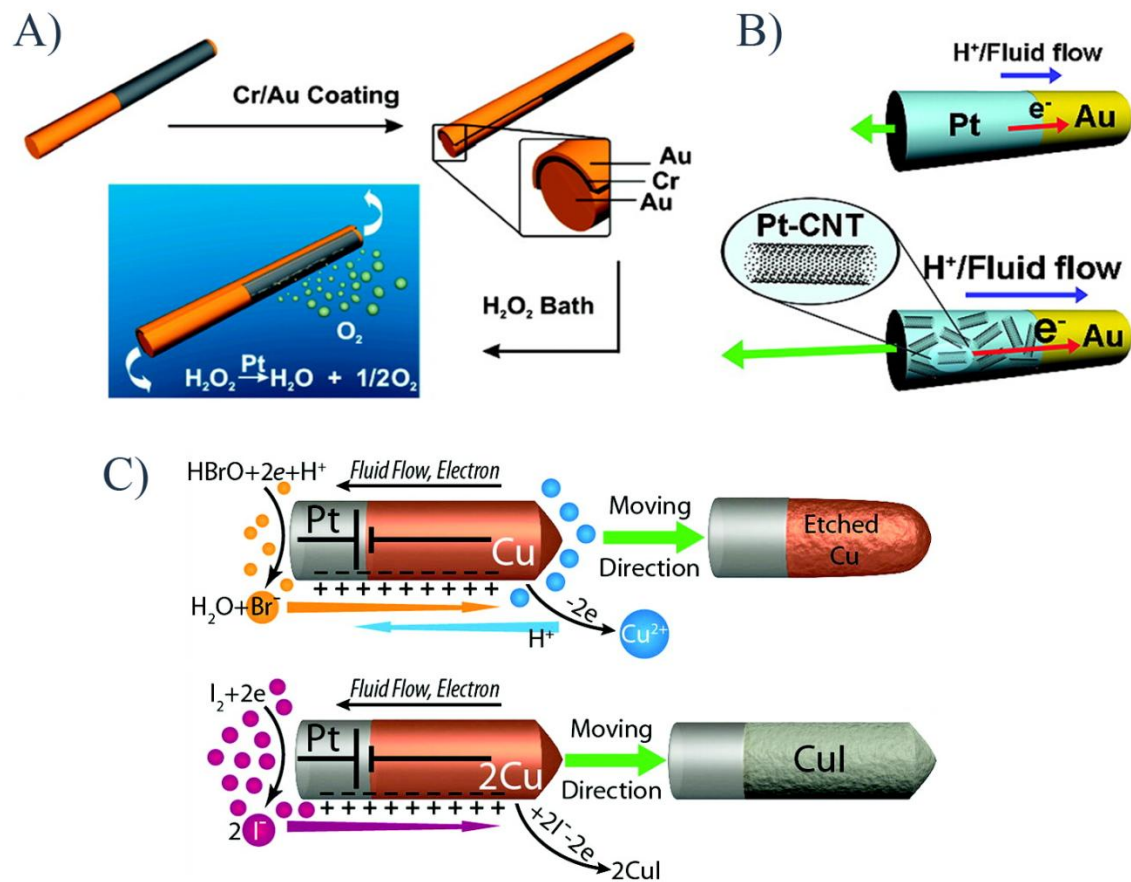 A)
Cr/Au Coating
Au
Cr
Au
H₂O₂ Bath
O₂
Pt
H₂O₂ → H₂O + 1/2O₂
B)
H⁺/Fluid flow
Pt
e⁻
Au
Pt-CNT
H⁺/Fluid flow
e⁻
Au
C)
HBrO+2e+H⁺
Fluid Flow, Electron
Pt
Cu
Moving
Direction
Etched
Cu
− − − − − − − − − −
+ + + + + + + + + +
H₂O+Br⁻
-2e
H⁺
Cu²⁺
I₂+2e
Fluid Flow, Electron
Pt
2Cu
Moving
Direction
CuI
− − − − − − − − − −
+ + + + + + + + + +
2 I⁻
+2I⁻-2e
2CuI